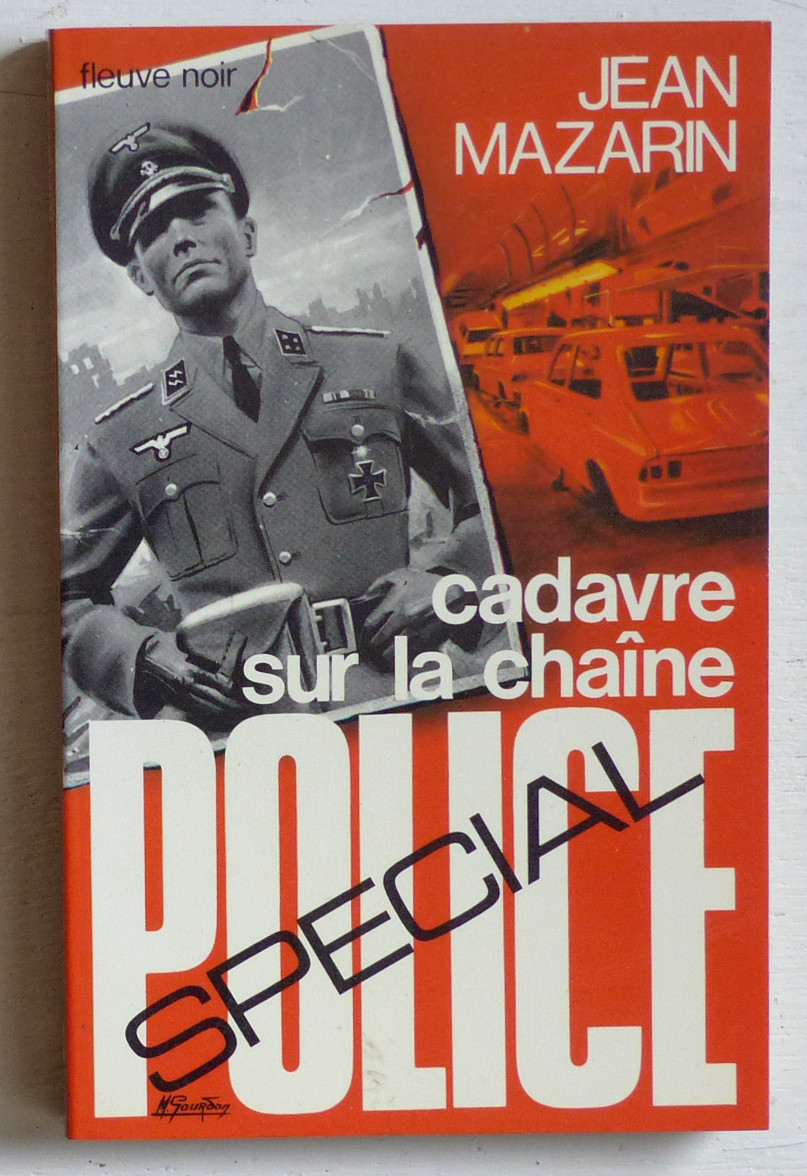 fleuve noir
JEAN
MAZARIN
cadavre
sur la chaîne
POLICE
SPECIAL
M. Gourdon